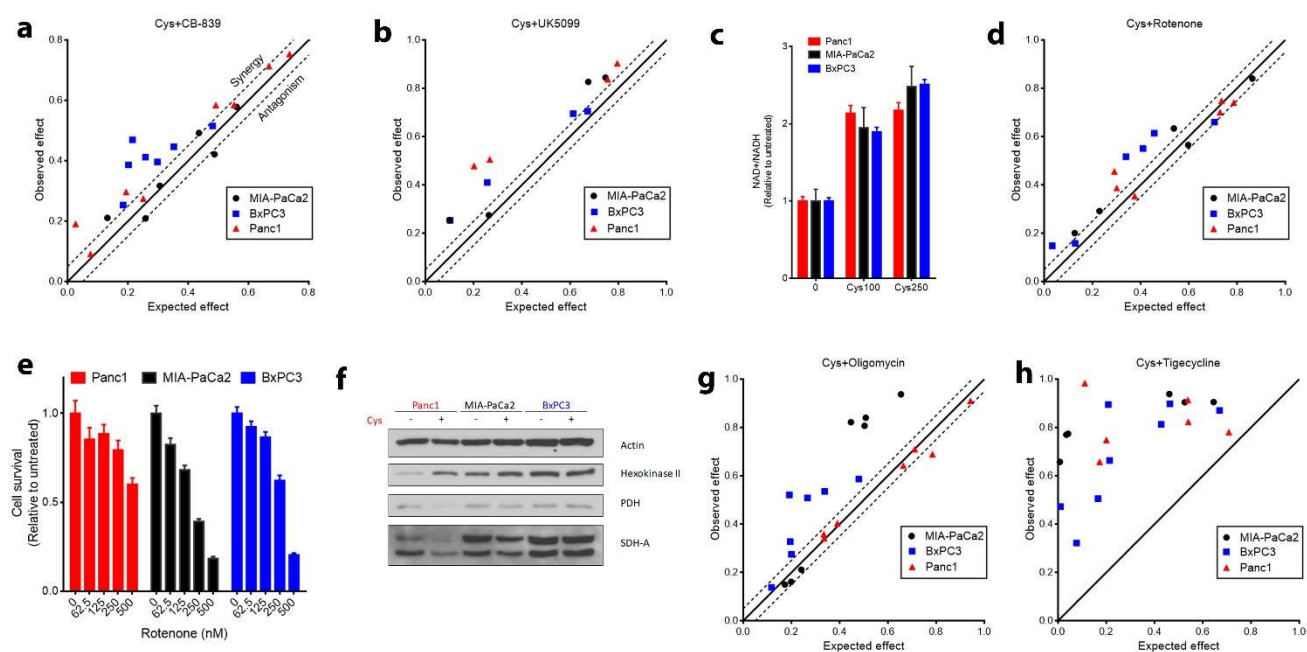 a
Cys+CB-839
Observed effect
0.8
0.6
0.4
0.2
0.0
Synergy
Antagonism
MIA-PaCa2
BxPC3
Panc1
0.0 0.2 0.4 0.6 0.8
Expected effect
b
Cys+UK5099
Observed effect
1.0
0.8
0.6
0.4
0.2
0.0
MIA-PaCa2
BxPC3
Panc1
0.0 0.2 0.4 0.6 0.8 1.0
Expected effect
c
Panc1
MIA-PaCa2
BxPC3
NAD+/NADH
(Relative to untreated)
3
2
1
0
0 Cys100 Cys250
d
Cys+Rotenone
Observed effect
1.0
0.8
0.6
0.4
0.2
0.0
MIA-PaCa2
BxPC3
Panc1
0.0 0.2 0.4 0.6 0.8 1.0
Expected effect
e
Panc1 MIA-PaCa2 BxPC3
Cell survival
(Relative to untreated)
1.0
0.5
0.0
0 62.5 125 250 500 0 62.5 125 250 500 0 62.5 125 250 500
Rotenone (nM)
f
Panc1 MIA-PaCa2 BxPC3
Cys - + - + - +
Actin
Hexokinase II
PDH
SDH-A
g
Cys+Oligomycin
Observed effect
1.0
0.8
0.6
0.4
0.2
0.0
MIA-PaCa2
BxPC3
Panc1
0.0 0.2 0.4 0.6 0.8 1.0
Expected effect
h
Cys+Tigecycline
Observed effect
1.0
0.8
0.6
0.4
0.2
0.0
MIA-PaCa2
BxPC3
Panc1
0.0 0.2 0.4 0.6 0.8 1.0
Expected effect